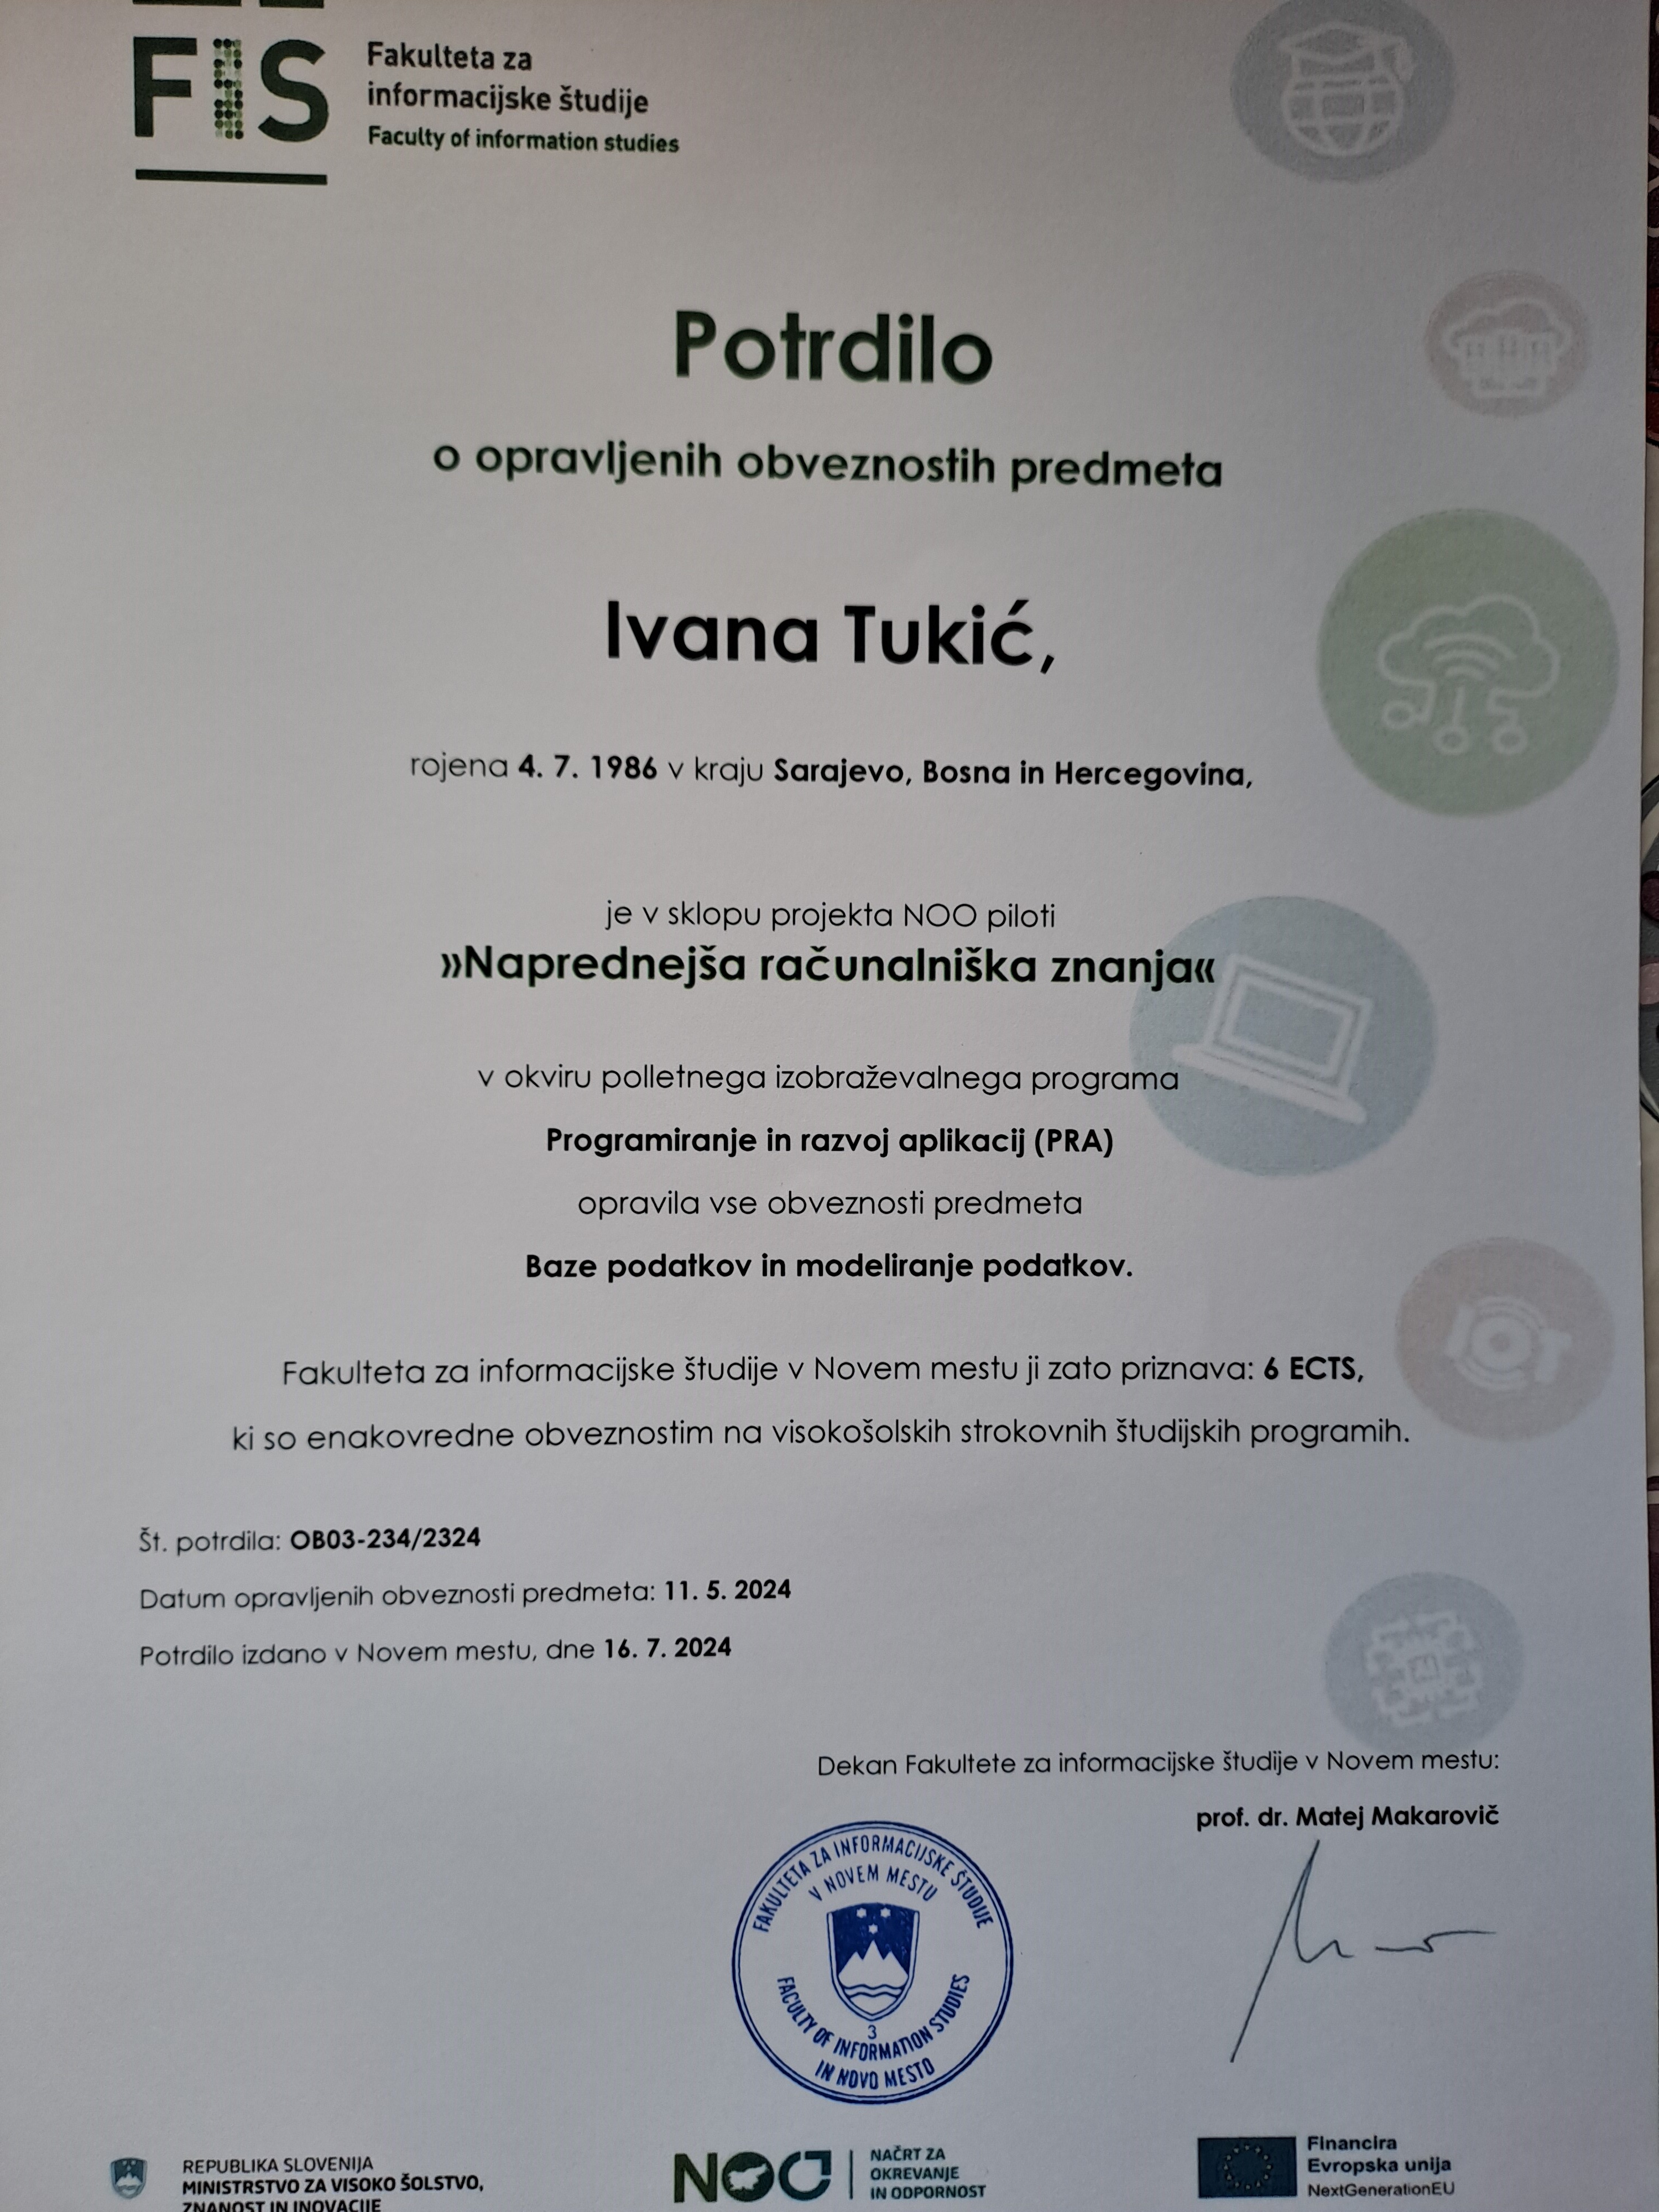 FIS
Fakulteta za
informacijske študije
Faculty of information studies
Potrdilo
o opravljenih obveznostih predmeta
Ivana Tukić,
rojena 4. 7. 1986 v kraju Sarajevo, Bosna in Hercegovina,
je v sklopu projekta NOO piloti
»Naprednejša računalniška znanja«
v okviru polletnega izobraževalnega programa
Programiranje in razvoj aplikacij (PRA)
opravila vse obveznosti predmeta
Baze podatkov in modeliranje podatkov.
IOT
Fakulteta za informacijske študije v Novem mestu ji zato priznava: 6 ECTS,
ki so enakovredne obveznostim na visokošolskih strokovnih študijskih programih.
Št. potrdila: OB03-234/2324
Datum opravljenih obveznosti predmeta: 11. 5. 2024
Potrdilo izdano v Novem mestu, dne 16. 7. 2024
AI
Dekan Fakultete za informacijske študije v Novem mestu:
prof. dr. Matej Makarovič
FAKULTETA ZA INFORMACIJSKE ŠTUDIJE
V NOVEM MESTU
3
FACULTY OF INFORMATION STUDIES
IN NOVO MESTO
REPUBLIKA SLOVENIJA
MINISTRSTVO ZA VISOKO ŠOLSTVO,
ZNANOST IN INOVACIJE
NOO
NAČRT ZA
OKREVANJE
IN ODPORNOST
Financira
Evropska unija
NextGenerationEU